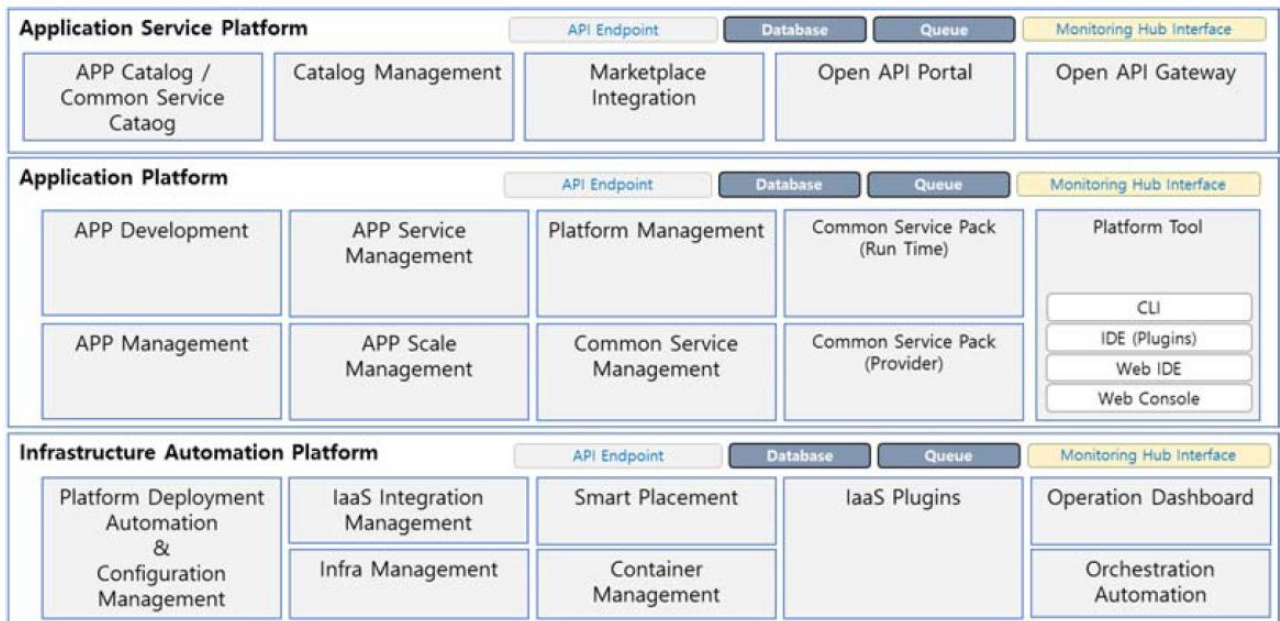 Application Service Platform
API Endpoint
Database
Queue
Monitoring Hub Interface
APP Catalog /
Common Service
Cataog
Catalog Management
Marketplace
Integration
Open API Portal
Open API Gateway
Application Platform
API Endpoint
Database
Queue
Monitoring Hub Interface
APP Development
APP Service
Management
Platform Management
Common Service Pack
(Run Time)
Platform Tool
CLI
IDE (Plugins)
Web IDE
Web Console
APP Management
APP Scale
Management
Common Service
Management
Common Service Pack
(Provider)
Infrastructure Automation Platform
API Endpoint
Database
Queue
Monitoring Hub Interface
Platform Deployment
Automation
&
Configuration
Management
IaaS Integration
Management
Smart Placement
IaaS Plugins
Operation Dashboard
Infra Management
Container
Management
Orchestration
Automation